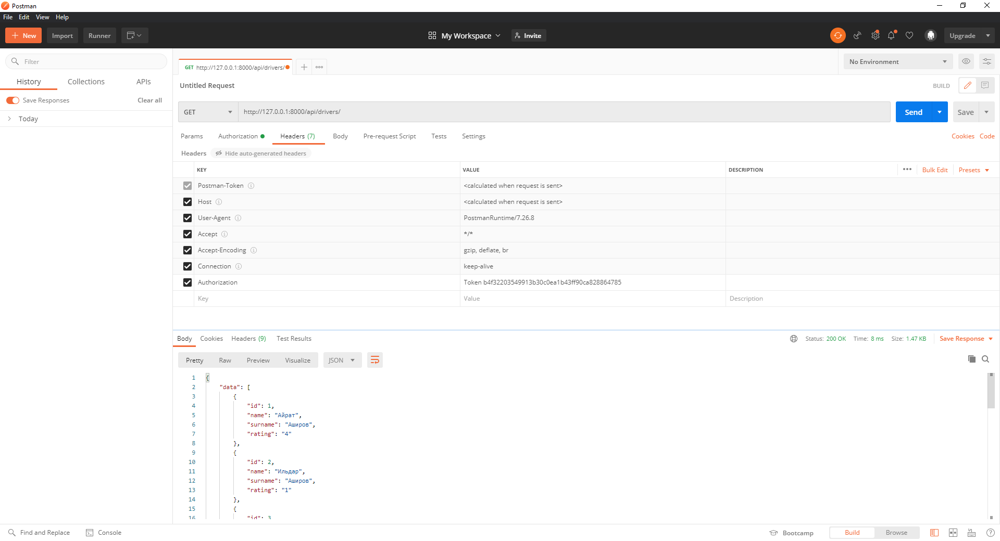 Postman
File Edit View Help
New Import Runner My Workspace Invite Upgrade
Filter
History Collections APIs
Save Responses Clear all
Today
GET http://127.0.0.1:8000/api/drivers/
No Environment
Untitled Request
BUILD
GET http://127.0.0.1:8000/api/drivers/ Send Save
Params Authorization Headers (7) Body Pre-request Script Tests Settings Cookies Code
Headers Hide auto-generated headers
KEY VALUE DESCRIPTION ••• Bulk Edit Presets
Postman-Token <calculated when request is sent>
Host <calculated when request is sent>
User-Agent PostmanRuntime/7.26.8
Accept */*
Accept-Encoding gzip, deflate, br
Connection keep-alive
Authorization Token b4f32203549913b30c0ea1b43ff90ca828864785
Key Value Description
Body Cookies Headers (9) Test Results Status: 200 OK Time: 8 ms Size: 1.47 KB Save Response
Pretty Raw Preview Visualize JSON
1 {
2 "data": [
3 {
4 "id": 1,
5 "name": "Айрат",
6 "surname": "Аширов",
7 "rating": "4"
8 },
9 {
10 "id": 2,
11 "name": "Ильдар",
12 "surname": "Аширов",
13 "rating": "1"
14 },
15 {
16 "id": 3
Find and Replace Console Bootcamp Build Browse